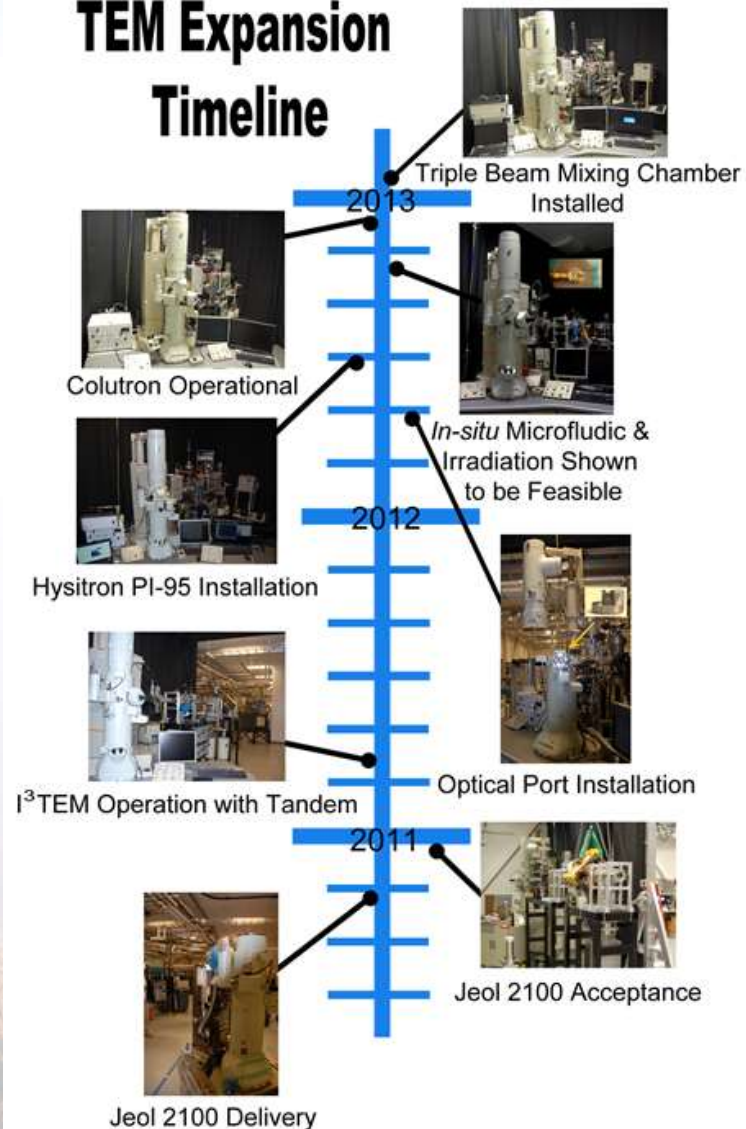 TEM Expansion
Timeline
Triple Beam Mixing Chamber
Installed
2013
Colutron Operational
In-situ Microfludic &
Irradiation Shown
to be Feasible
2012
Hysitron PI-95 Installation
Optical Port Installation
I³TEM Operation with Tandem
2011
Jeol 2100 Acceptance
Jeol 2100 Delivery